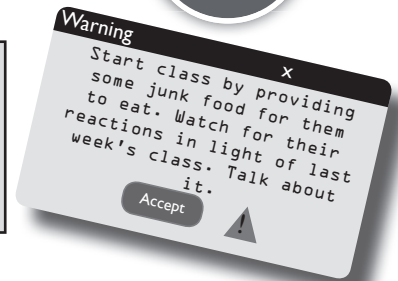 Warning
x
Start class by providing
some junk food for them
to eat. Watch for their
reactions in light of last
week's class. Talk about
it.
Accept
!